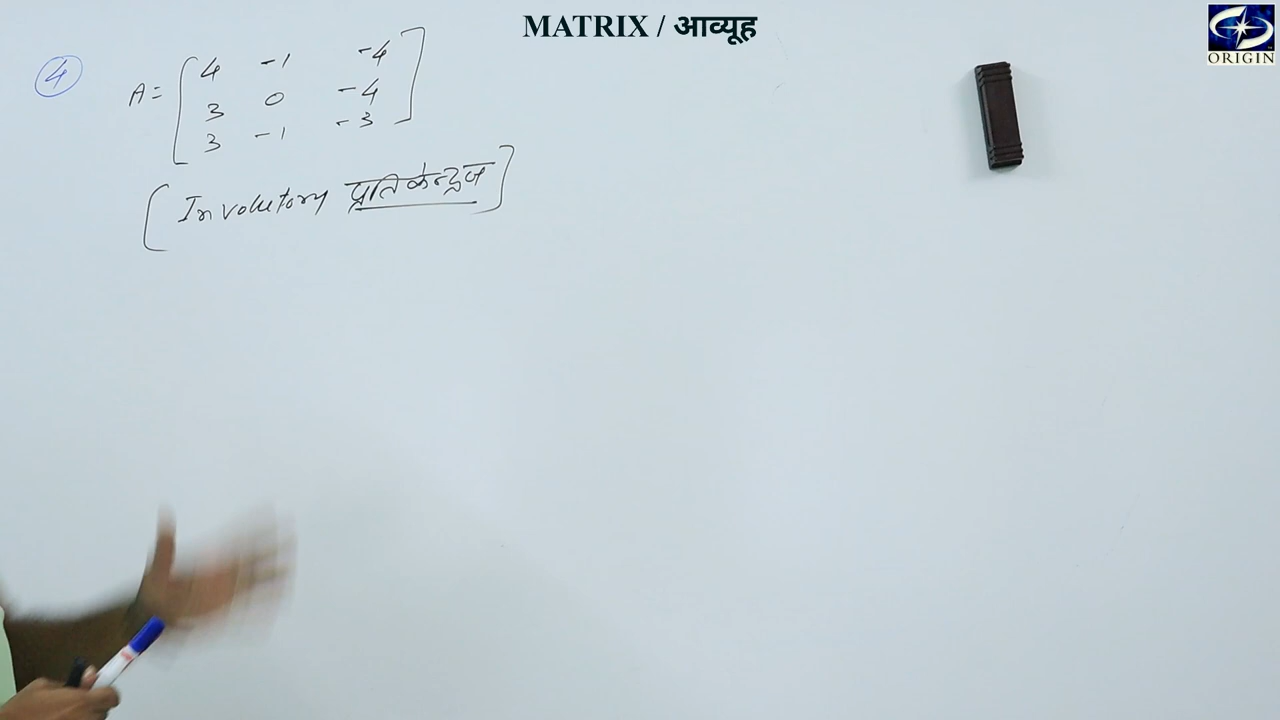 MATRIX / आव्यूह
ORIGIN
4
A = [ 4 -1 -4
3 0 -4
3 -1 -3 ]
[ Involutory प्रतिकेन्द्रज ]